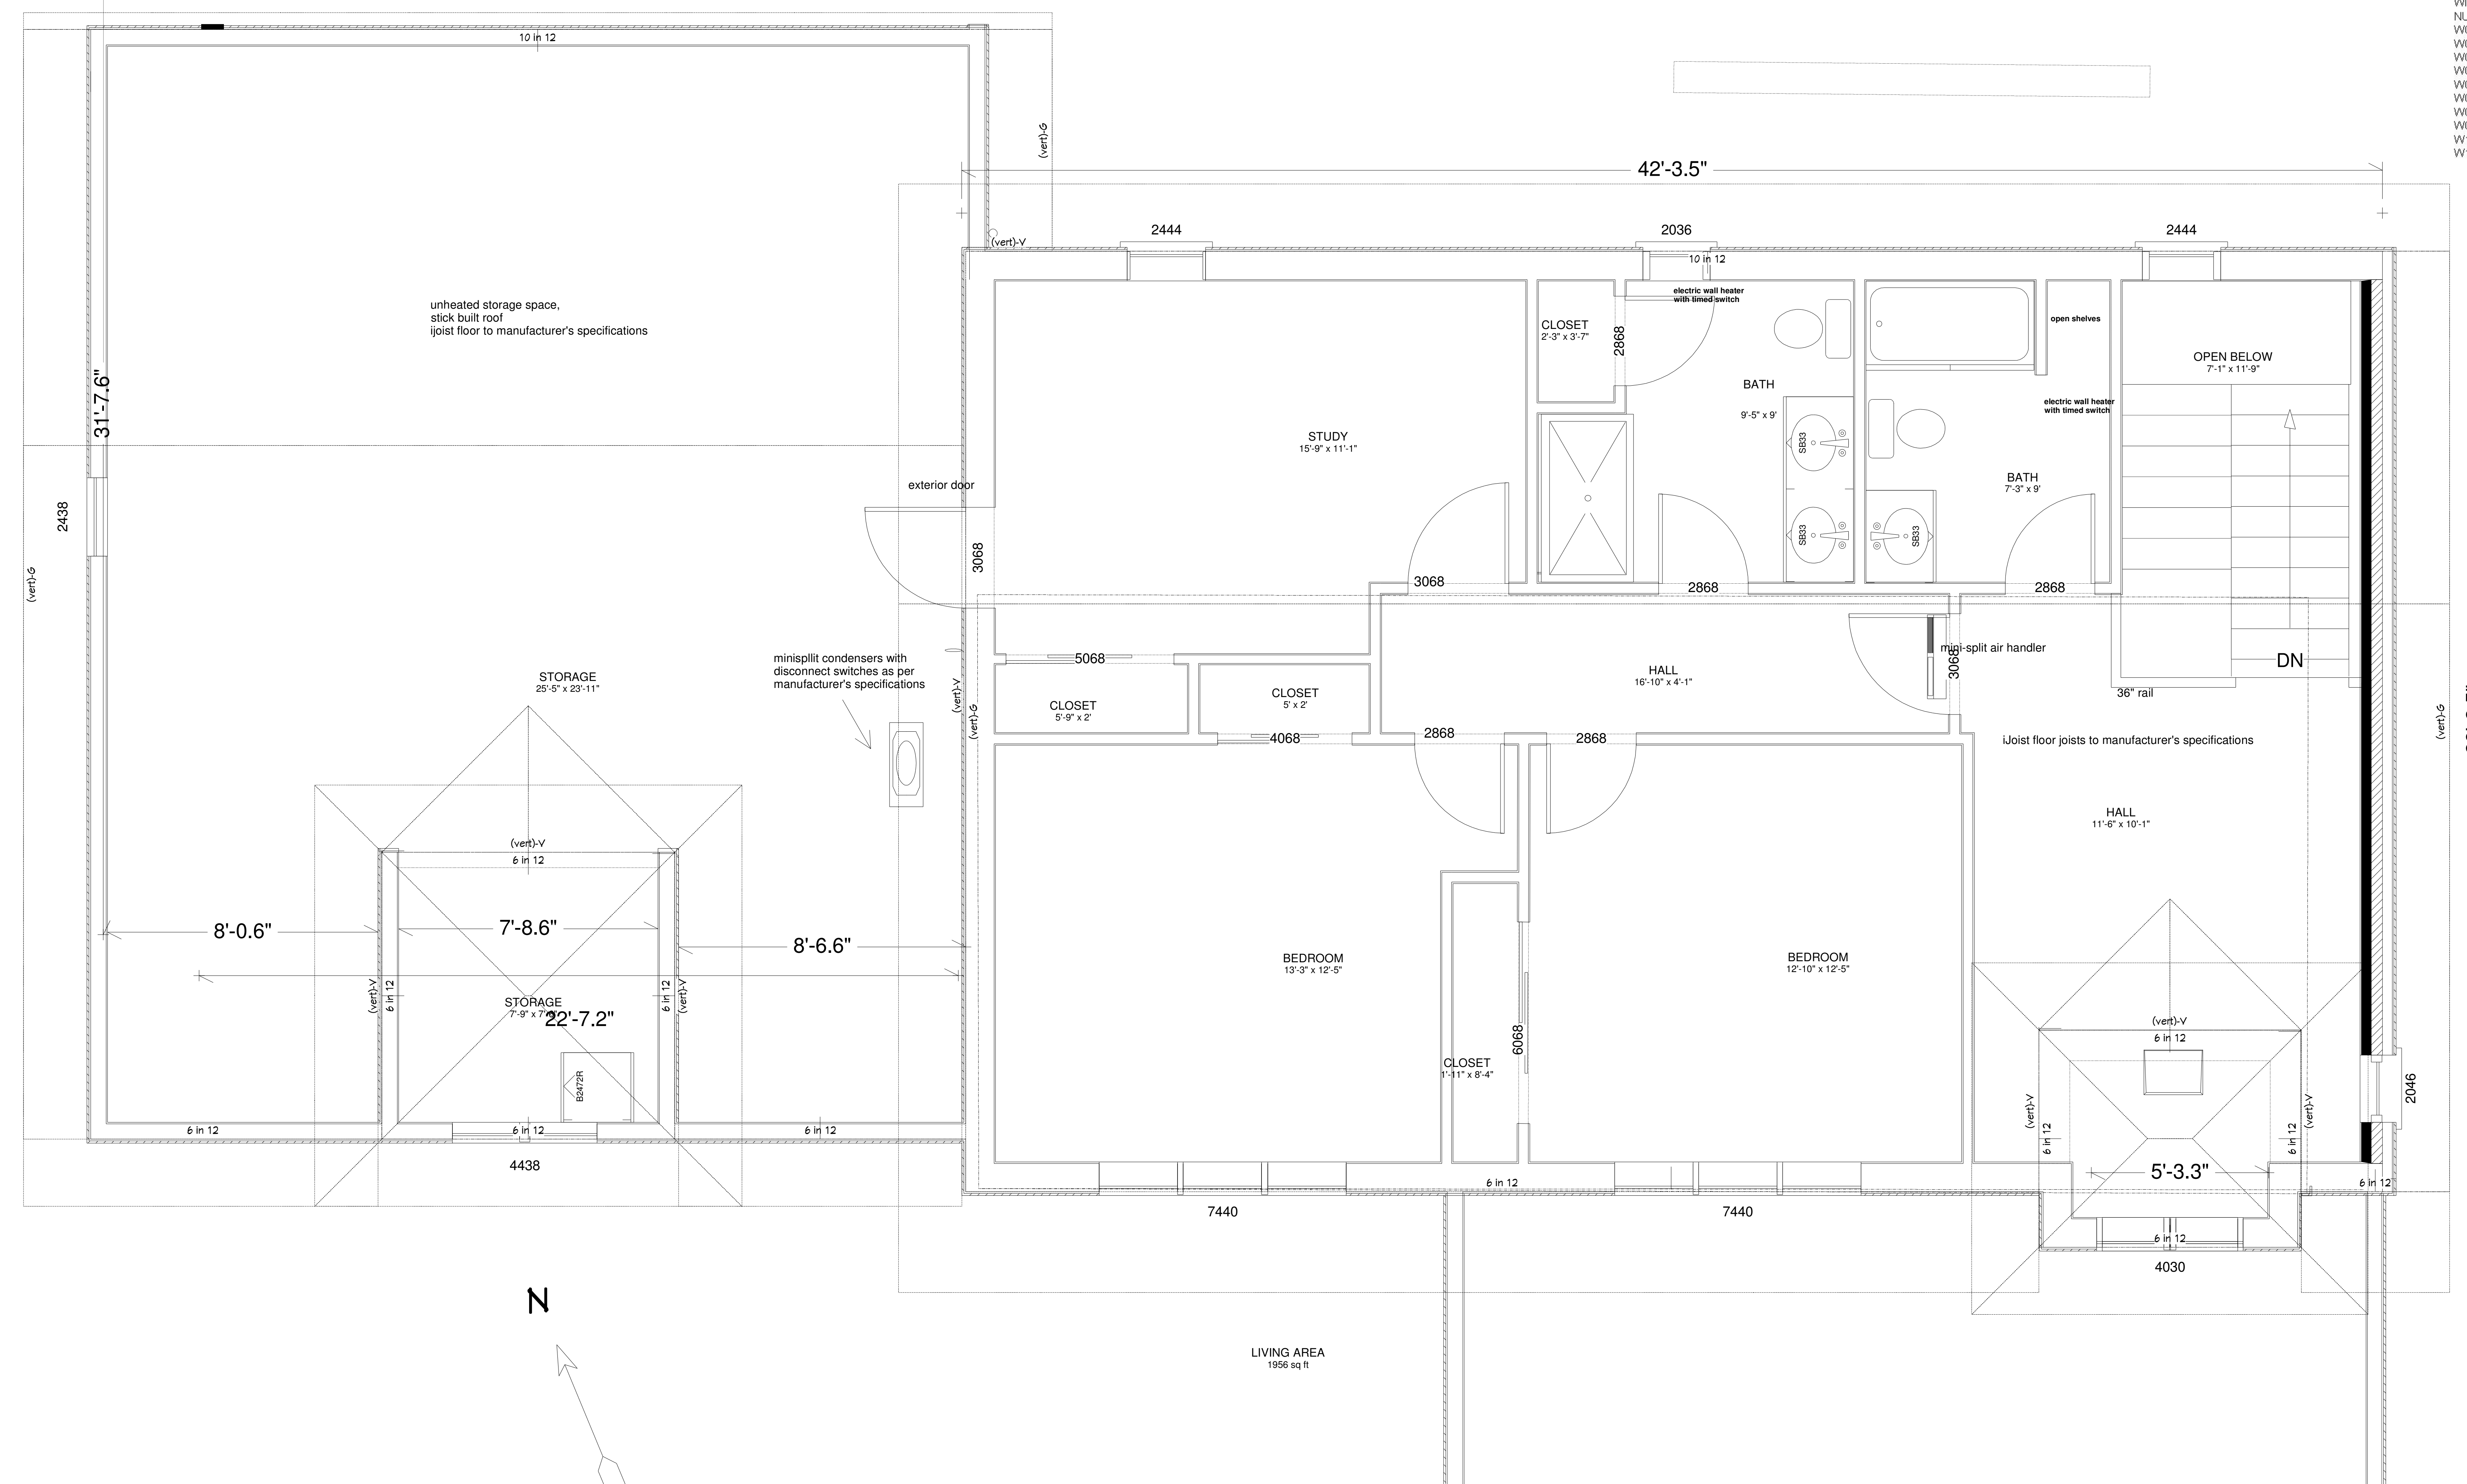 10 in 12
(vert)-G
42'-3.5"
2444
2036
2444
(vert)-V
10 in 12
electric wall heater
with timed switch
unheated storage space,
stick built roof
ijoist floor to manufacturer's specifications
CLOSET
2'-3" x 3'-7"
2868
open shelves
OPEN BELOW
7'-1" x 11'-9"
31'-7.6"
BATH
9'-5" x 9'
electric wall heater
with timed switch
STUDY
15'-9" x 11'-1"
SB33
exterior door
BATH
7'-3" x 9'
2438
SB33
SB33
3068
(vert)-G
3068
2868
2868
minispllit condensers with
disconnect switches as per
manufacturer's specifications
5068
mini-split air handler
3068
DN
STORAGE
25'-5" x 23'-11"
HALL
16'-10" x 4'-1"
(vert)-V
(vert)-G
CLOSET
5'-9" x 2'
CLOSET
5' x 2'
36" rail
(vert)-G
4068
2868
2868
iJoist floor joists to manufacturer's specifications
HALL
11'-6" x 10'-1"
(vert)-V
6 in 12
8'-0.6"
7'-8.6"
8'-6.6"
BEDROOM
13'-3" x 12'-5"
BEDROOM
12'-10" x 12'-5"
(vert)-V
6 in 12
6 in 12
(vert)-V
STORAGE
7'-9" x
22'-7.2"
(vert)-V
6 in 12
6068
CLOSET
1'-11" x 8'-4"
B2472R
2046
(vert)-V
6 in 12
6 in 12
(vert)-V
6 in 12
6 in 12
6 in 12
4438
5'-3.3"
6 in 12
6 in 12
7440
7440
6 in 12
4030
N
LIVING AREA
1956 sq ft